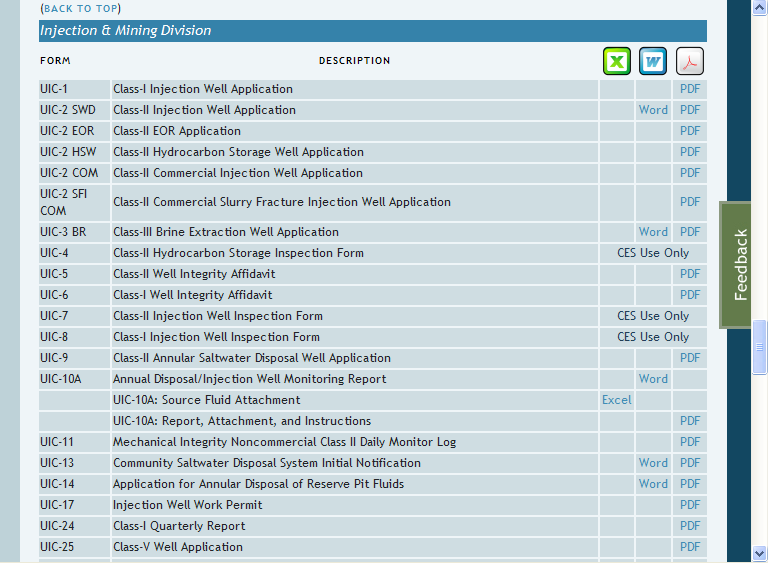 (BACK TO TOP)
Injection & Mining Division
FORM DESCRIPTION X W
UIC-1 Class-I Injection Well Application PDF
UIC-2 SWD Class-II Injection Well Application Word PDF
UIC-2 EOR Class-II EOR Application PDF
UIC-2 HSW Class-II Hydrocarbon Storage Well Application PDF
UIC-2 COM Class-II Commercial Injection Well Application PDF
UIC-2 SFI
COM Class-II Commercial Slurry Fracture Injection Well Application PDF
UIC-3 BR Class-III Brine Extraction Well Application Word PDF
UIC-4 Class-II Hydrocarbon Storage Inspection Form CES Use Only
UIC-5 Class-II Well Integrity Affidavit PDF
UIC-6 Class-I Well Integrity Affidavit PDF
UIC-7 Class-II Injection Well Inspection Form CES Use Only
UIC-8 Class-I Injection Well Inspection Form CES Use Only
UIC-9 Class-II Annular Saltwater Disposal Well Application PDF
UIC-10A Annual Disposal/Injection Well Monitoring Report Word
UIC-10A: Source Fluid Attachment Excel
UIC-10A: Report, Attachment, and Instructions PDF
UIC-11 Mechanical Integrity Noncommercial Class II Daily Monitor Log PDF
UIC-13 Community Saltwater Disposal System Initial Notification Word PDF
UIC-14 Application for Annular Disposal of Reserve Pit Fluids Word PDF
UIC-17 Injection Well Work Permit PDF
UIC-24 Class-I Quarterly Report PDF
UIC-25 Class-V Well Application PDF
Feedback